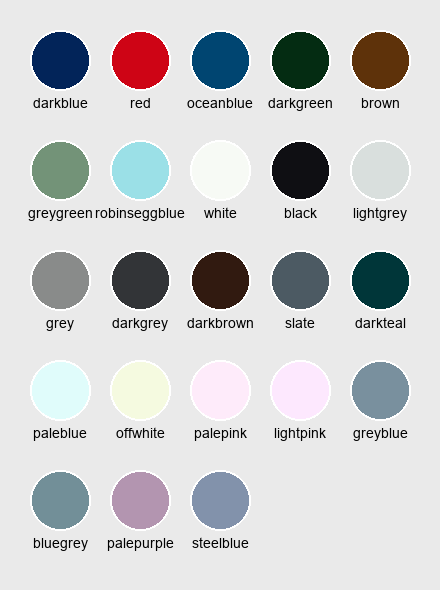 darkblue red oceanblue darkgreen brown
greygreen robinseggblue white black lightgrey
grey darkgrey darkbrown slate darkteal
paleblue offwhite palepink lightpink greyblue
bluegrey palepurple steelblue